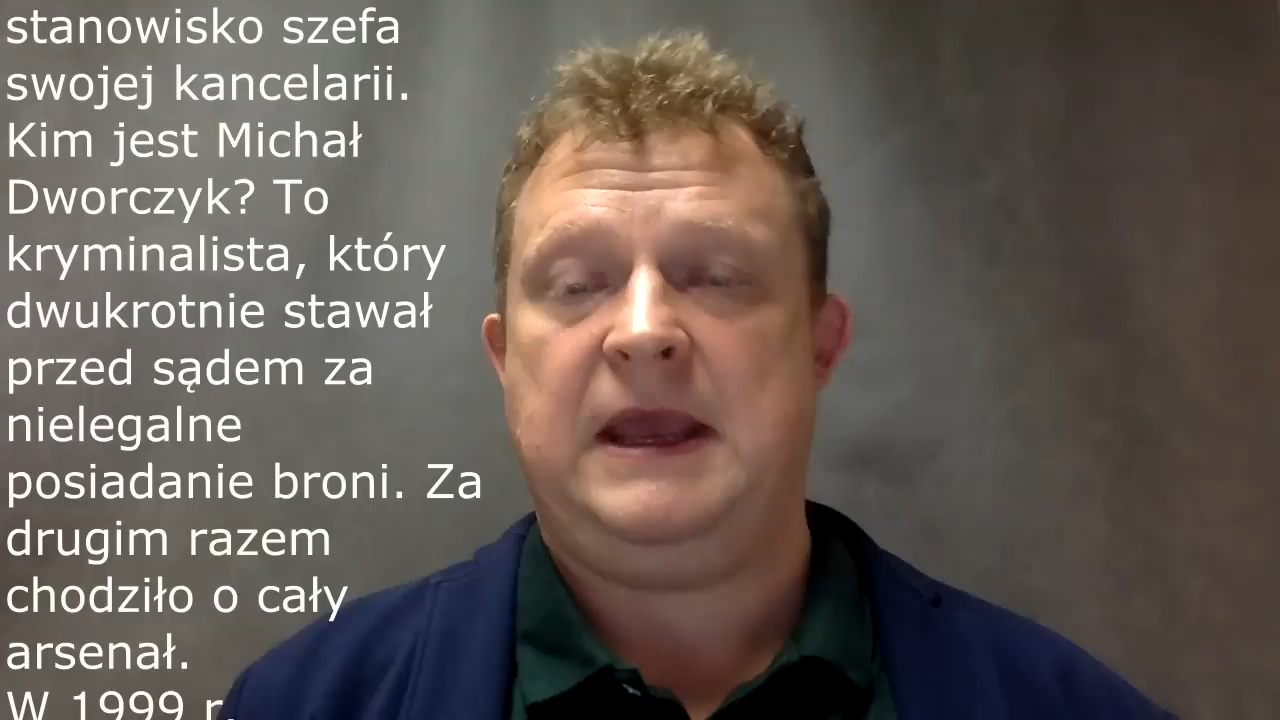 stanowisko szefa
swojej kancelarii.
Kim jest Michał
Dworczyk? To
kryminalista, który
dwukrotnie stawał
przed sądem za
nielegalne
posiadanie broni. Za
drugim razem
chodziło o cały
arsenał.
W 1999 r.